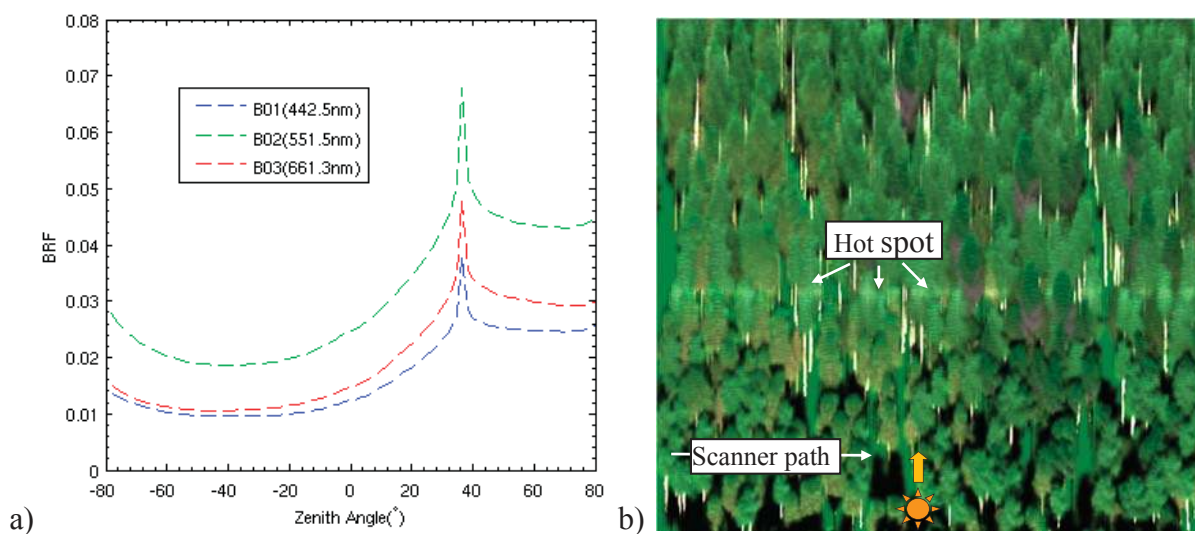 0.08
0.07
0.06
0.05
0.04
0.03
0.02
0.01
0
BRF
B01(442.5nm)
B02(551.5nm)
B03(661.3nm)
-80 -60 -40 -20 0 20 40 60 80
Zenith Angle(°)
a)
Hot spot
Scanner path
b)